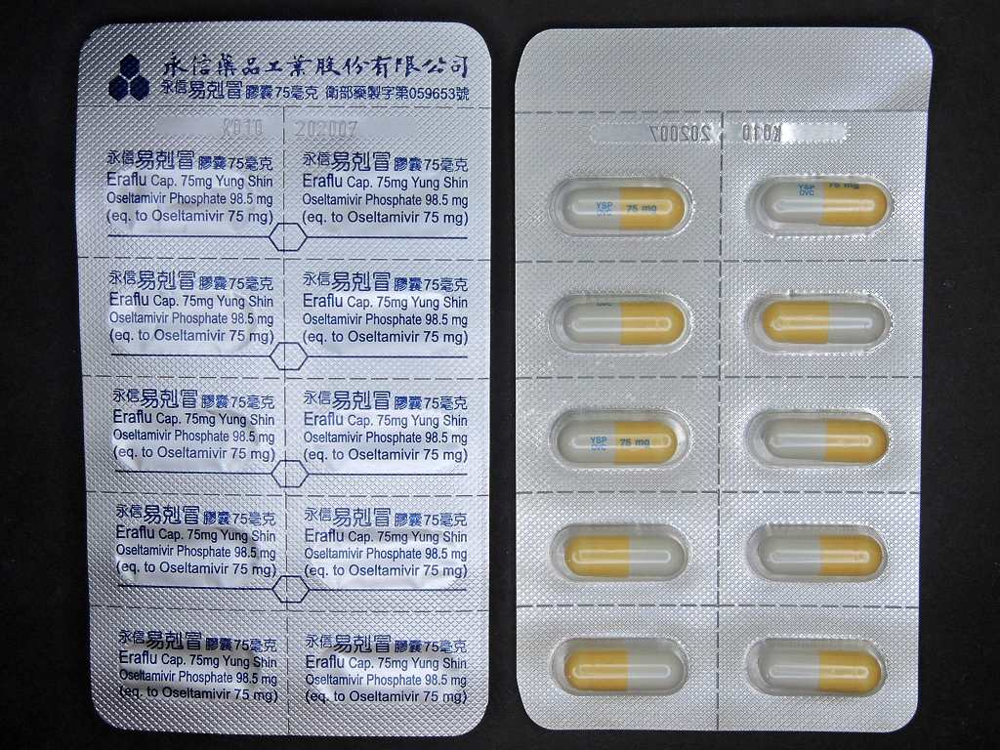 永信藥品工業股份有限公司
永信易剋冒膠囊75毫克 衛部藥製字第059653號
K010 202007
永信易剋冒膠囊75毫克
Eraflu Cap. 75mg Yung Shin
Oseltamivir Phosphate 98.5 mg
(eq. to Oseltamivir 75 mg)
永信易剋冒膠囊75毫克
Eraflu Cap. 75mg Yung Shin
Oseltamivir Phosphate 98.5 mg
(eq. to Oseltamivir 75 mg)
永信易剋冒膠囊75毫克
Eraflu Cap. 75mg Yung Shin
Oseltamivir Phosphate 98.5 mg
(eq. to Oseltamivir 75 mg)
永信易剋冒膠囊75毫克
Eraflu Cap. 75mg Yung Shin
Oseltamivir Phosphate 98.5 mg
(eq. to Oseltamivir 75 mg)
永信易剋冒膠囊75毫克
Eraflu Cap. 75mg Yung Shin
Oseltamivir Phosphate 98.5 mg
(eq. to Oseltamivir 75 mg)
永信易剋冒膠囊75毫克
Eraflu Cap. 75mg Yung Shin
Oseltamivir Phosphate 98.5 mg
(eq. to Oseltamivir 75 mg)
永信易剋冒膠囊75毫克
Eraflu Cap. 75mg Yung Shin
Oseltamivir Phosphate 98.5 mg
(eq. to Oseltamivir 75 mg)
永信易剋冒膠囊75毫克
Eraflu Cap. 75mg Yung Shin
Oseltamivir Phosphate 98.5 mg
(eq. to Oseltamivir 75 mg)
永信易剋冒膠囊75毫克
Eraflu Cap. 75mg Yung Shin
Oseltamivir Phosphate 98.5 mg
(eq. to Oseltamivir 75 mg)
永信易剋冒膠囊75毫克
Eraflu Cap. 75mg Yung Shin
Oseltamivir Phosphate 98.5 mg
(eq. to Oseltamivir 75 mg)
K010 202007
YSP 75 mg
OVC
YSP 75 mg
OVC
OVC
YSP 75 mg
OVC